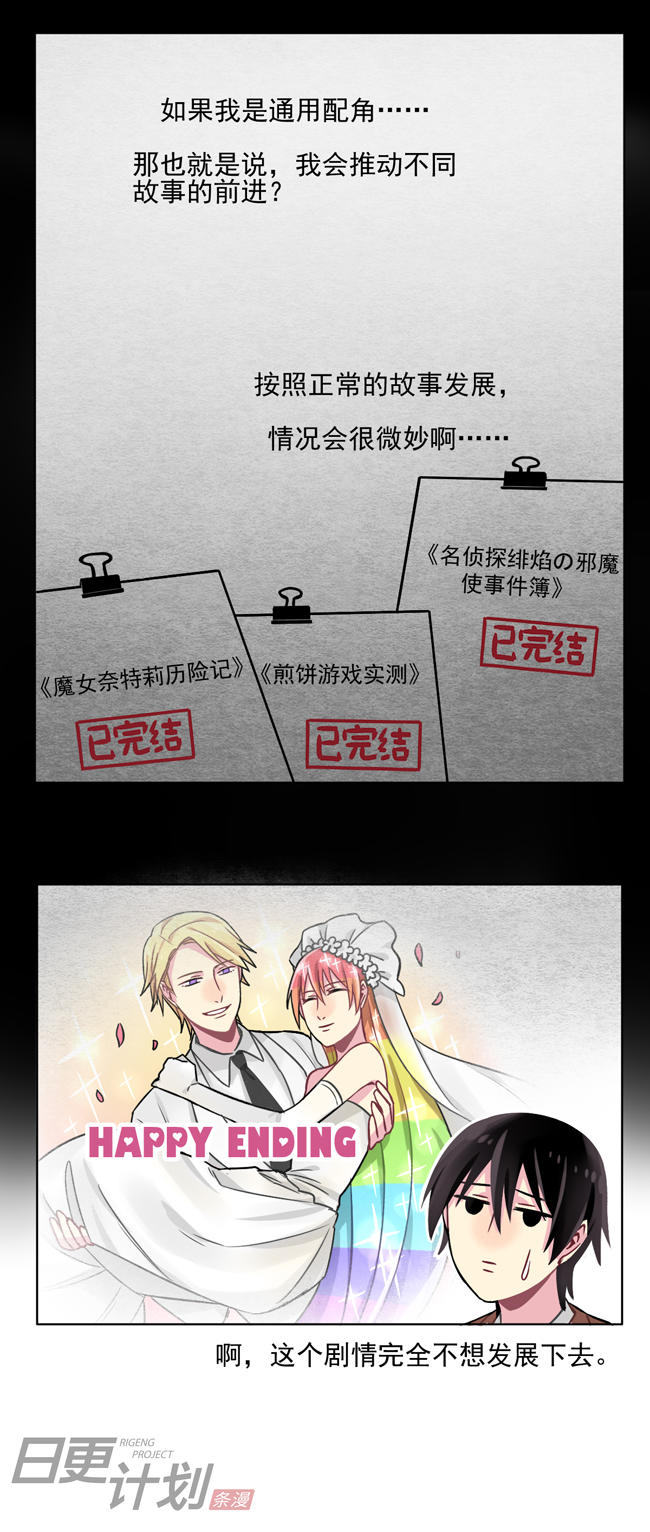 如果我是通用配角……
那也就是说，我会推动不同
故事的前进？
按照正常的故事发展，
情况会很微妙啊……
《名侦探绯焰の邪魔
使事件簿》
已完结
《魔女奈特莉历险记》
已完结
《煎饼游戏实测》
已完结
HAPPY ENDING
啊，这个剧情完全不想发展下去。
日更
RIGENG
PROJECT
计划
条漫